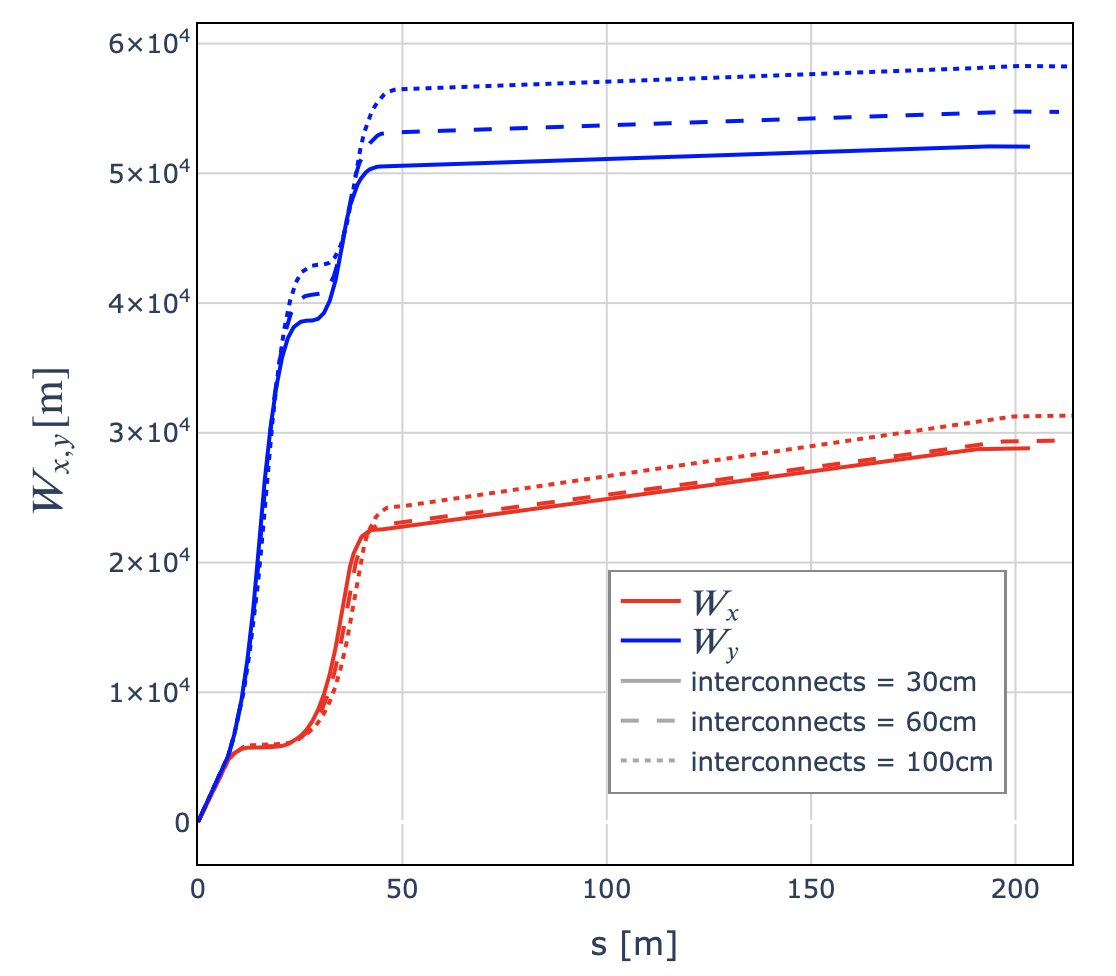 6×10⁴
5×10⁴
4×10⁴
3×10⁴
2×10⁴
1×10⁴
0
W_{x,y} [m]
0 50 100 150 200
s [m]
W_x
W_y
interconnects = 30cm
interconnects = 60cm
interconnects = 100cm